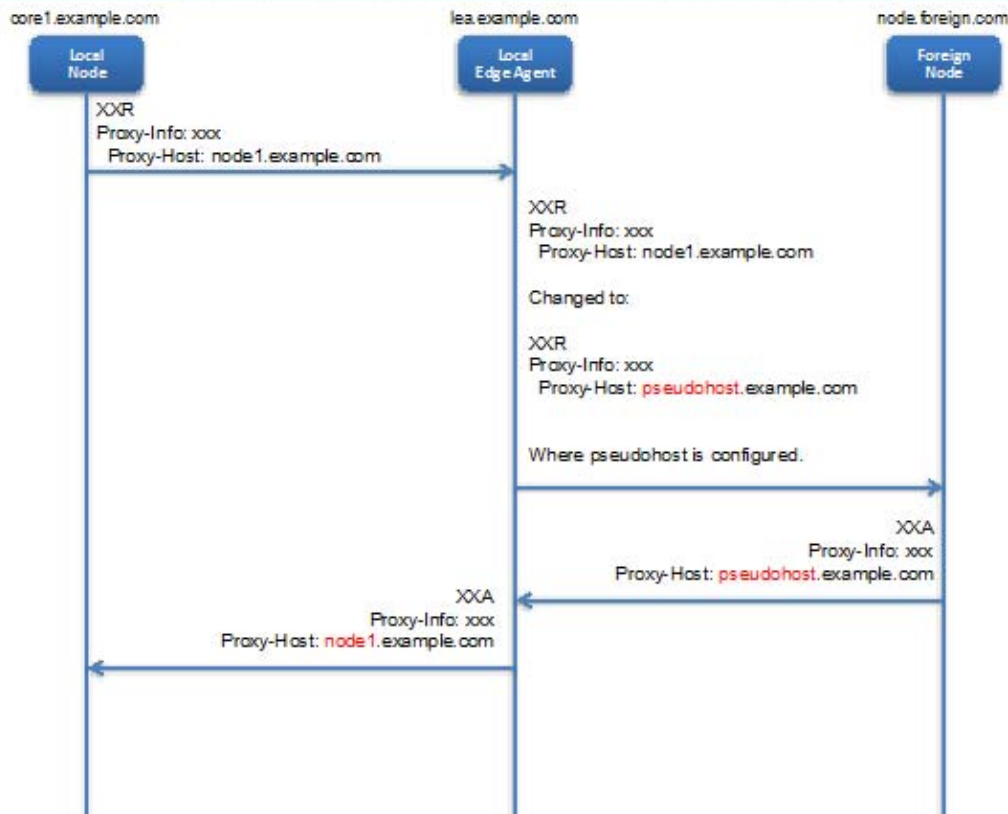 core1.example.com
lea.example.com
node.foreign.com
Local
Node
Local
Edge Agent
Foreign
Node
XXR
Proxy-Info: xxx
Proxy-Host: node1.example.com
XXR
Proxy-Info: xxx
Proxy-Host: node1.example.com
Changed to:
XXR
Proxy-Info: xxx
Proxy-Host: pseudohost.example.com
Where pseudohost is configured.
XXA
Proxy-Info: xxx
Proxy-Host: pseudohost.example.com
XXA
Proxy-Info: xxx
Proxy-Host: node1.example.com